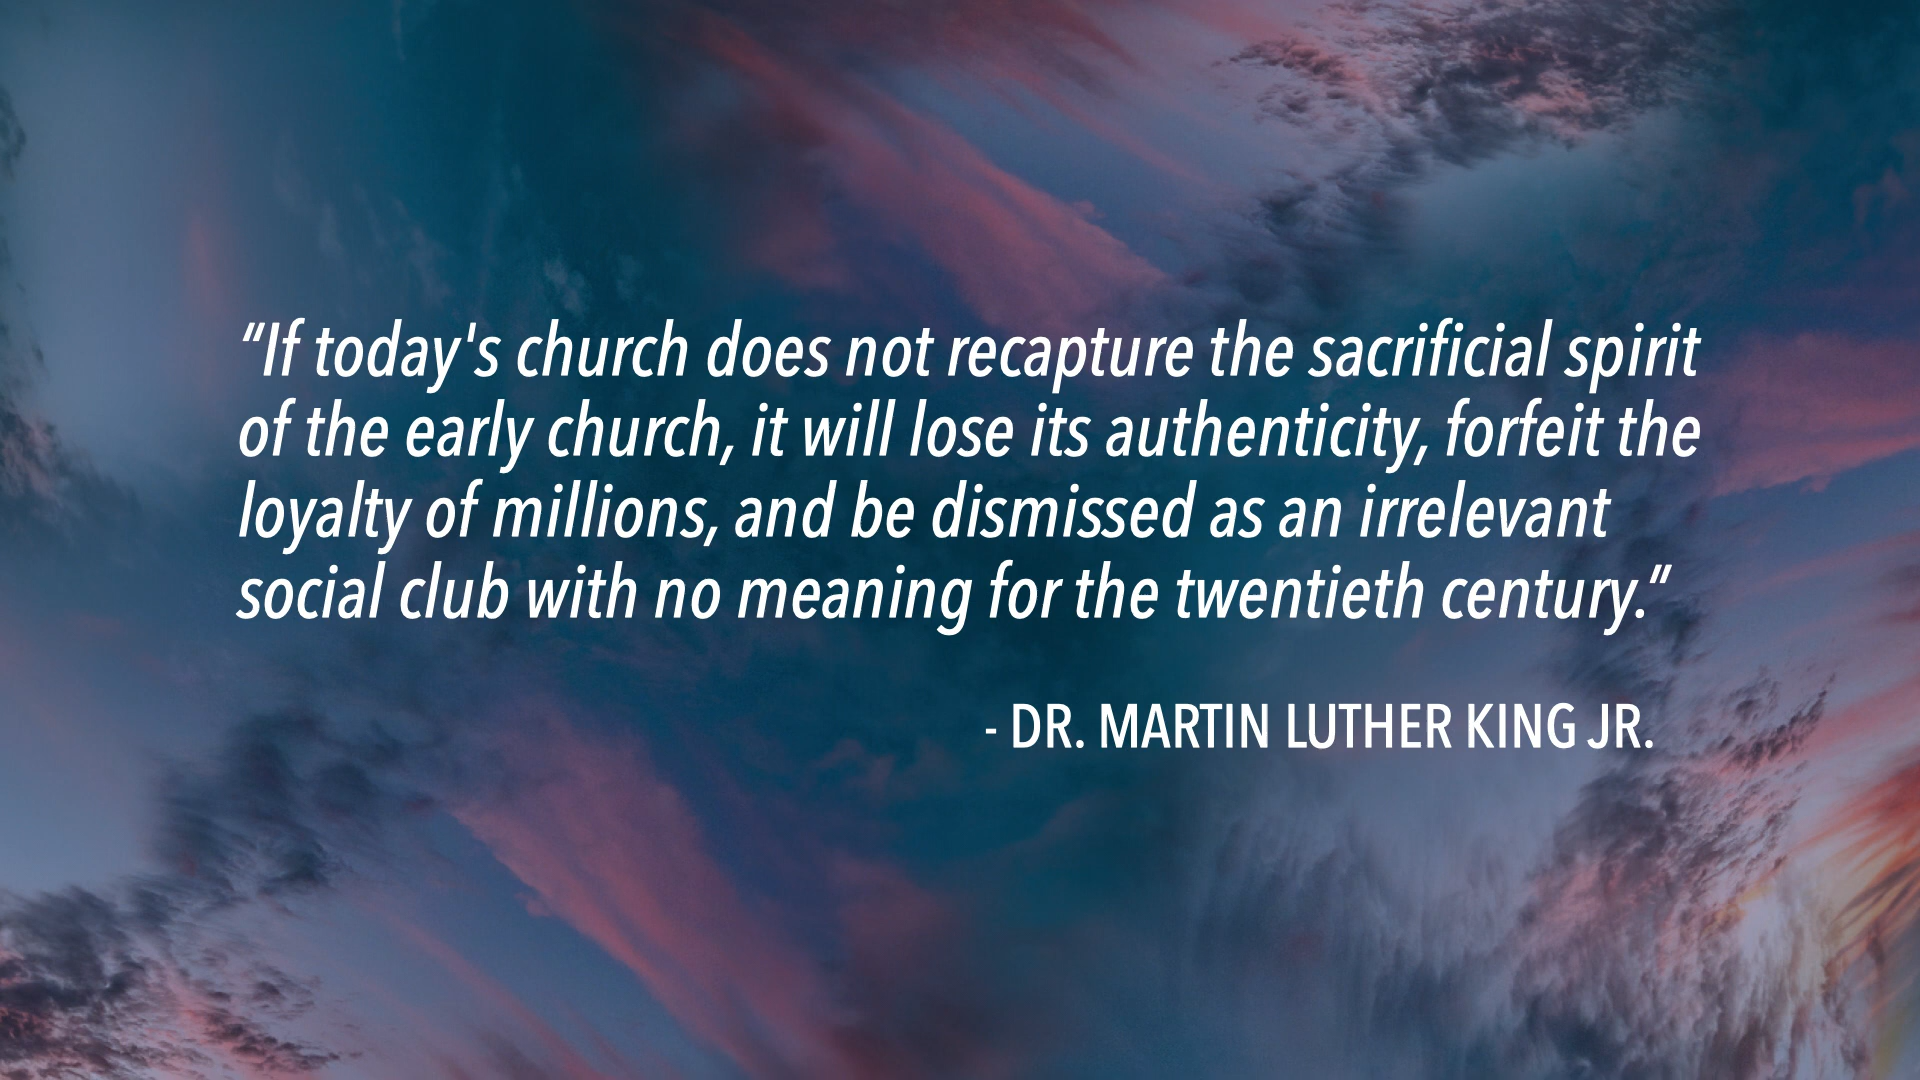 “If today's church does not recapture the sacrificial spirit
of the early church, it will lose its authenticity, forfeit the
loyalty of millions, and be dismissed as an irrelevant
social club with no meaning for the twentieth century.”
- DR. MARTIN LUTHER KING JR.